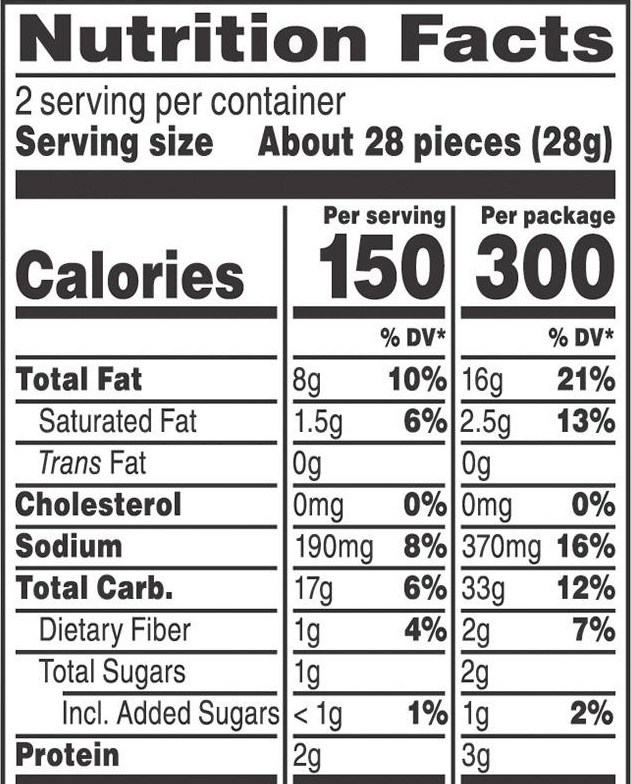 Nutrition Facts
2 serving per container
Serving size About 28 pieces (28g)
Per serving Per package
Calories 150 300
% DV* % DV*
Total Fat 8g 10% 16g 21%
Saturated Fat 1.5g 6% 2.5g 13%
Trans Fat 0g 0g
Cholesterol 0mg 0% 0mg 0%
Sodium 190mg 8% 370mg 16%
Total Carb. 17g 6% 33g 12%
Dietary Fiber 1g 4% 2g 7%
Total Sugars 1g 2g
Incl. Added Sugars < 1g 1% 1g 2%
Protein 2g 3g